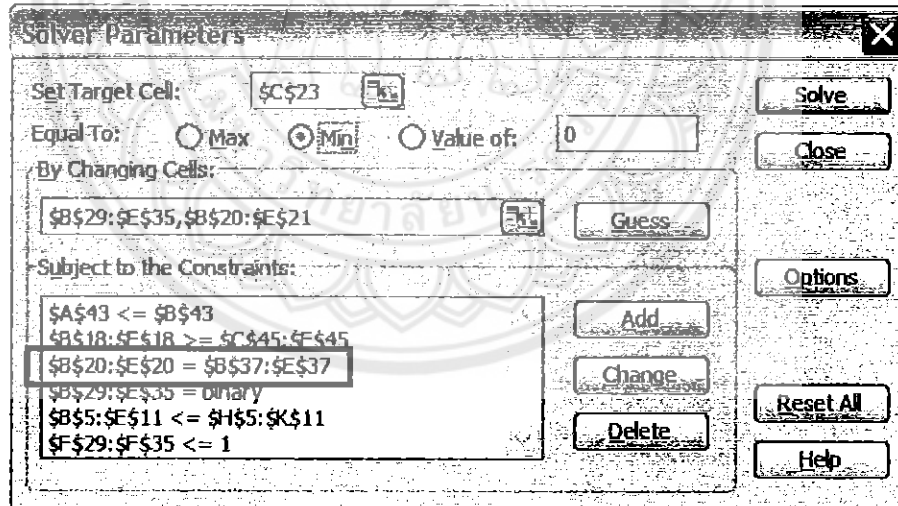 Solver Parameters
Set Target Cell: $C$23 Solve
Equal To: Max Min Value of: 0 Close
By Changing Cells:
$B$29:$E$35,$B$20:$E$21 Guess
Subject to the Constraints: Options
$A$43 <= $B$43 Add
$B$18:$E$18 >= $C$45:$F$45
$B$20:$E$20 = $B$37:$E$37 Change
$B$29:$E$35 = binary Reset All
$B$5:$E$11 <= $H$5:$K$11 Delete
$F$29:$F$35 <= 1 Help